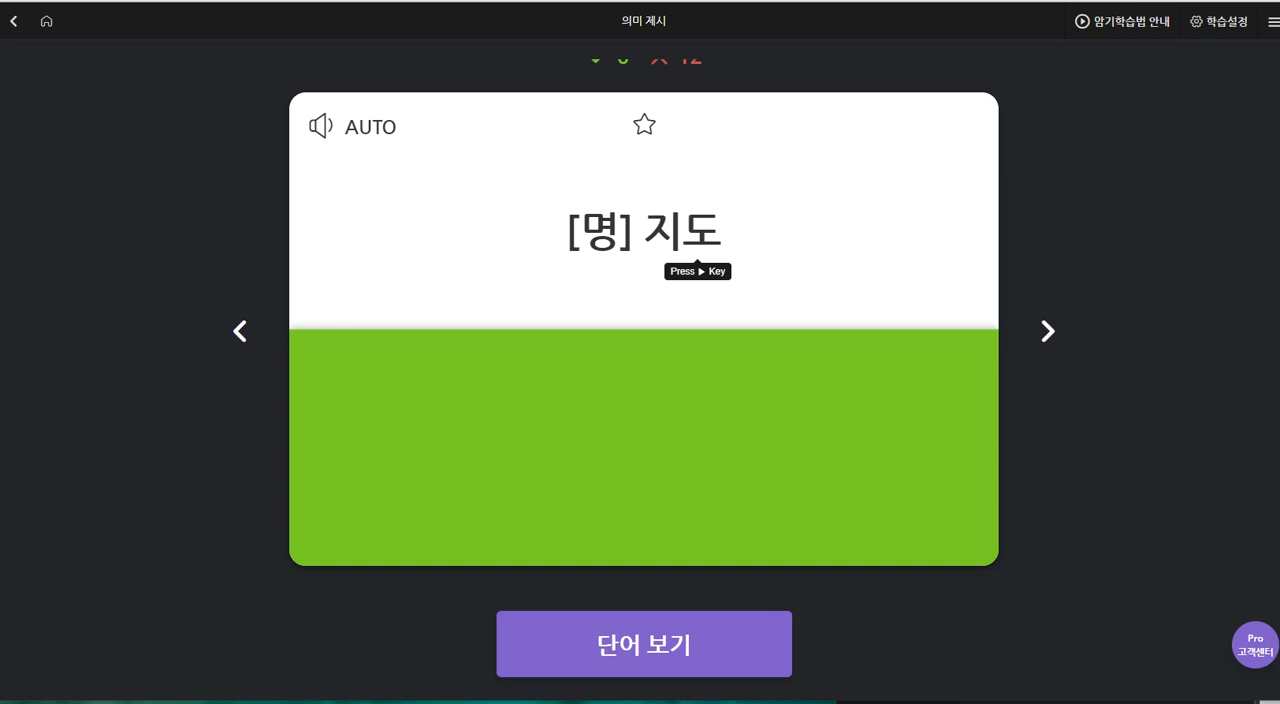 의미 제시
암기학습법 안내
학습설정
AUTO
[명] 지도
Press ▶ Key
단어 보기
Pro
고객센터